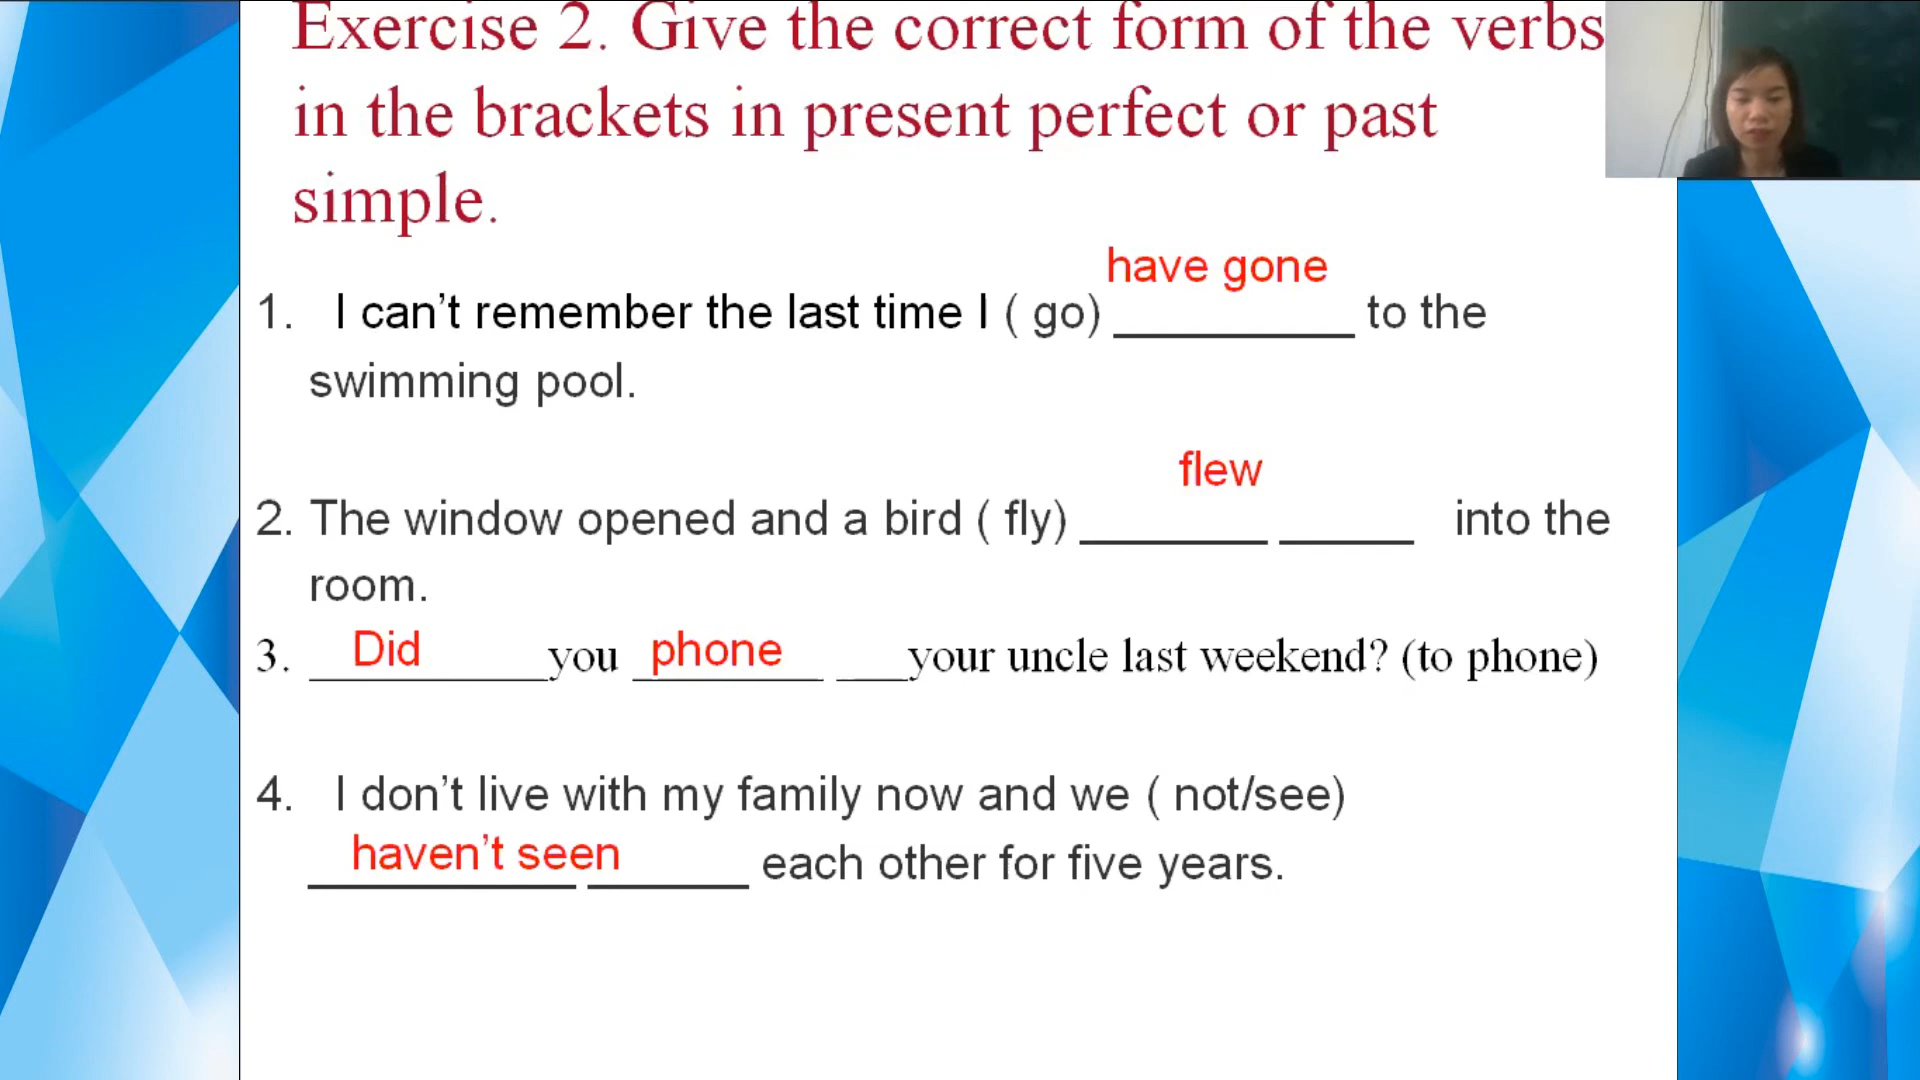 Exercise 2. Give the correct form of the verbs
in the brackets in present perfect or past
simple.
have gone
1. I can't remember the last time I ( go) __________ to the
swimming pool.
flew
2. The window opened and a bird ( fly) _______ _____ into the
room.
3. Did you phone ___your uncle last weekend? (to phone)
4. I don't live with my family now and we ( not/see)
haven't seen each other for five years.